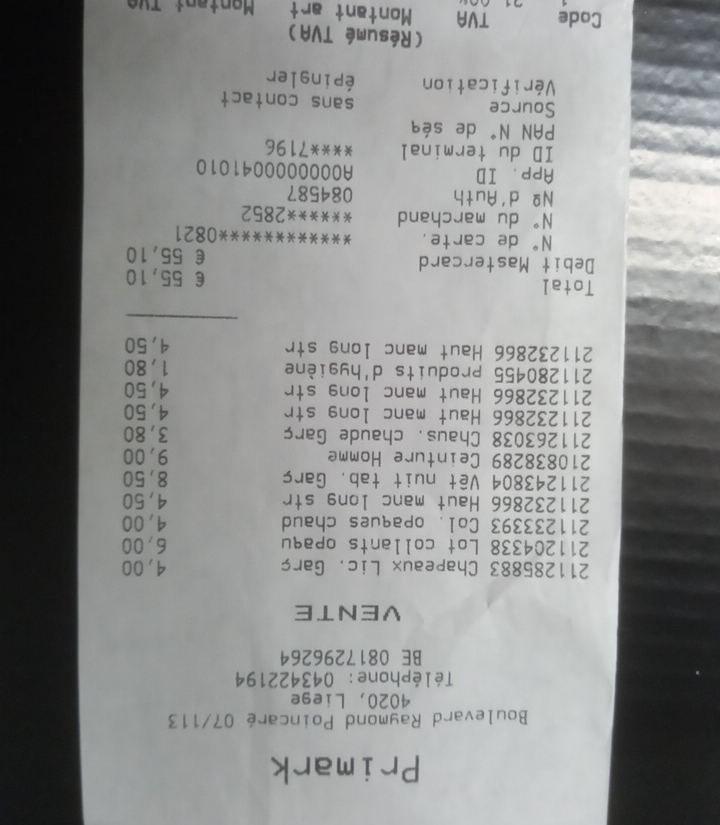 Primark
Boulevard Raymond Poincaré 07/113
4020, Liege
Téléphone: 043422194
BE 0817296264
VENTE
211285883 Chapeaux Lic. Garç 4,00
211204338 Lot collants opaqu 6,00
211233393 Col. opaques chaud 4,00
211232866 Haut manc long str 4,50
211243804 Vêt nuit tab. Garç 8,50
210838289 Ceinture Homme 9,00
211263038 Chaus. chaude Garç 3,80
211232866 Haut manc long str 4,50
211232866 Haut manc long str 4,50
211280455 produits d'hygiène 1,80
211232866 Haut manc long str 4,50
Total € 55,10
Debit Mastercard € 55,10
N° de carte. ************0821
N° du marchand ******2852
Nº d'Auth 084587
App. ID A0000000041010
ID du terminal ****7196
PAN N° de séq
Source sans contact
Vérification épingler
(Résumé TVA)
Code TVA Montant art Montant TVA